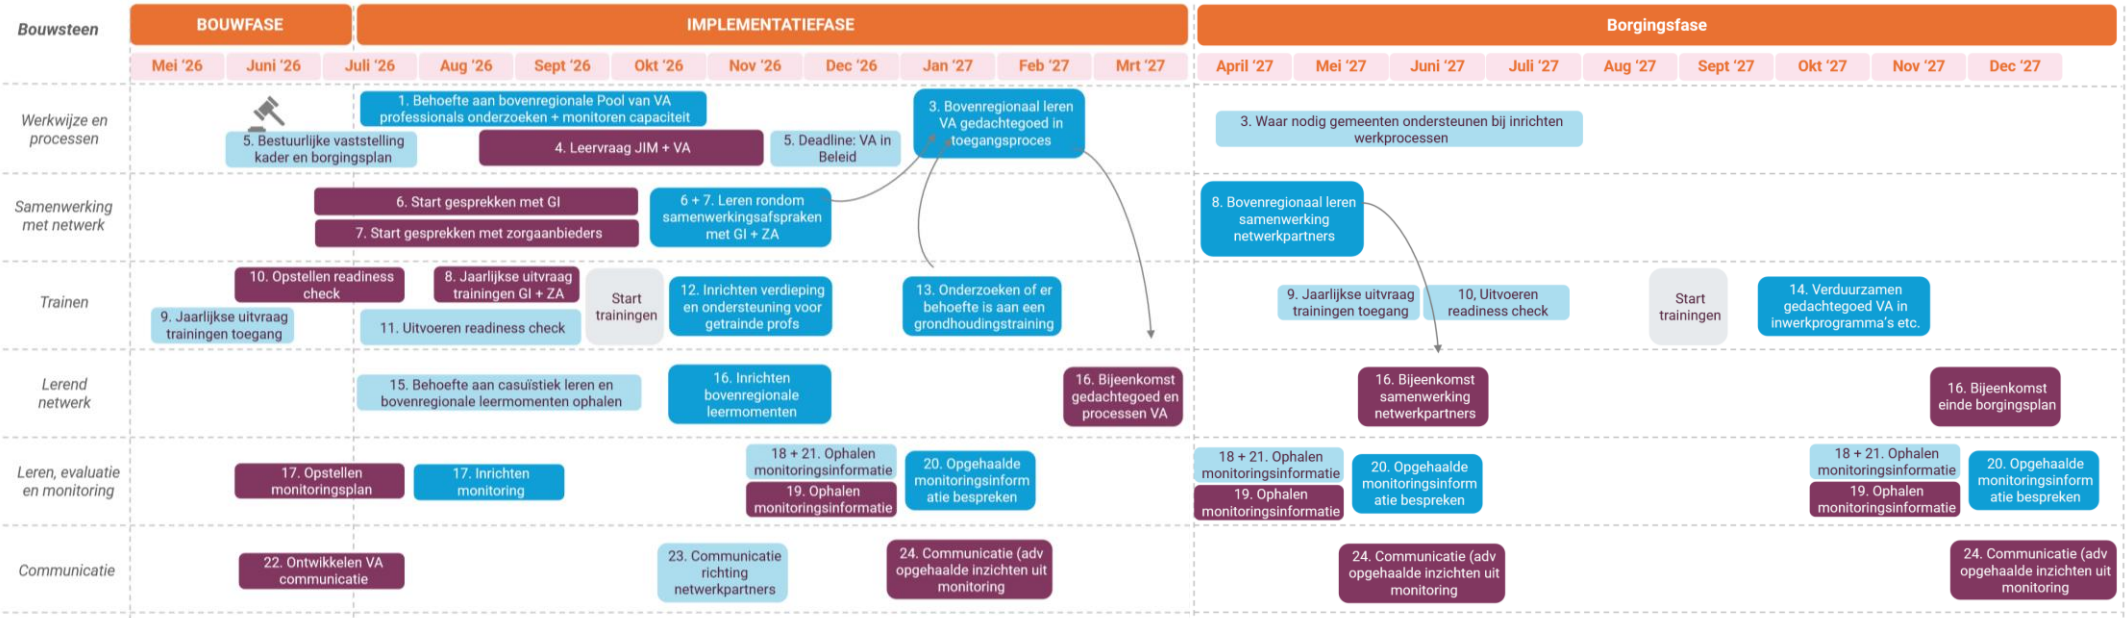 Bouwsteen
BOUWFASE
IMPLEMENTATIEFASE
Borgingsfase
Mei '26
Juni '26
Juli '26
Aug '26
Sept '26
Okt '26
Nov '26
Dec '26
Jan '27
Feb '27
Mrt '27
April '27
Mei '27
Juni '27
Juli '27
Aug '27
Sept '27
Okt '27
Nov '27
Dec '27
Werkwijze en
processen
5. Bestuurlijke vaststelling
kader en borgingsplan
1. Behoefte aan bovenregionale Pool van VA
professionals onderzoeken + monitoren capaciteit
4. Leervraag JIM + VA
5. Deadline: VA in
Beleid
3. Bovenregionaal leren
VA gedachtegoed in
toegangsproces
3. Waar nodig gemeenten ondersteunen bij inrichten
werkprocessen
Samenwerking
met netwerk
6. Start gesprekken met GI
7. Start gesprekken met zorgaanbieders
6 + 7. Leren rondom
samenwerkingsafspraken
met GI + ZA
8. Bovenregionaal leren
samenwerking
netwerkpartners
Trainen
10. Opstellen readiness
check
9. Jaarlijkse uitvraag
trainingen toegang
8. Jaarlijkse uitvraag
trainingen GI + ZA
11. Uitvoeren readiness check
Start
trainingen
12. Inrichten verdieping
en ondersteuning voor
getrainde profs
13. Onderzoeken of er
behoefte is aan een
grondhoudingstraining
9. Jaarlijkse uitvraag
trainingen toegang
10, Uitvoeren
readiness check
Start
trainingen
14. Verduurzamen
gedachtegoed VA in
inwerkprogramma's etc.
Lerend
netwerk
15. Behoefte aan casuïstiek leren en
bovenregionale leermomenten ophalen
16. Inrichten
bovenregionale
leermomenten
16. Bijeenkomst
gedachtegoed en
processen VA
16. Bijeenkomst
samenwerking
netwerkpartners
16. Bijeenkomst
einde borgingsplan
Leren, evaluatie
en monitoring
17. Opstellen
monitoringsplan
17. Inrichten
monitoring
18 + 21. Ophalen
monitoringsinformatie
19. Ophalen
monitoringsinformatie
20. Opgehaalde
monitoringsinform
atie bespreken
18 + 21. Ophalen
monitoringsinformatie
19. Ophalen
monitoringsinformatie
20. Opgehaalde
monitoringsinform
atie bespreken
18 + 21. Ophalen
monitoringsinformatie
19. Ophalen
monitoringsinformatie
20. Opgehaalde
monitoringsinform
atie bespreken
Communicatie
22. Ontwikkelen VA
communicatie
23. Communicatie
richting
netwerkpartners
24. Communicatie (adv
opgehaalde inzichten uit
monitoring
24. Communicatie (adv
opgehaalde inzichten uit
monitoring
24. Communicatie (adv
opgehaalde inzichten uit
monitoring